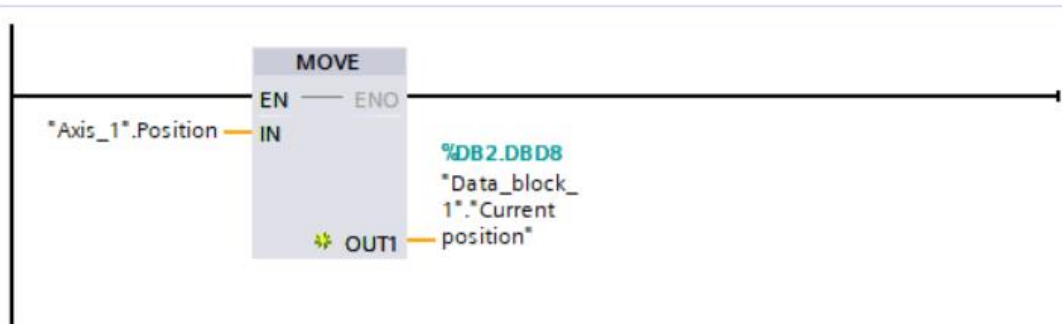 MOVE
EN ENO
"Axis_1".Position IN
%DB2.DBD8
"Data_block_
1"."Current
OUT1 position"